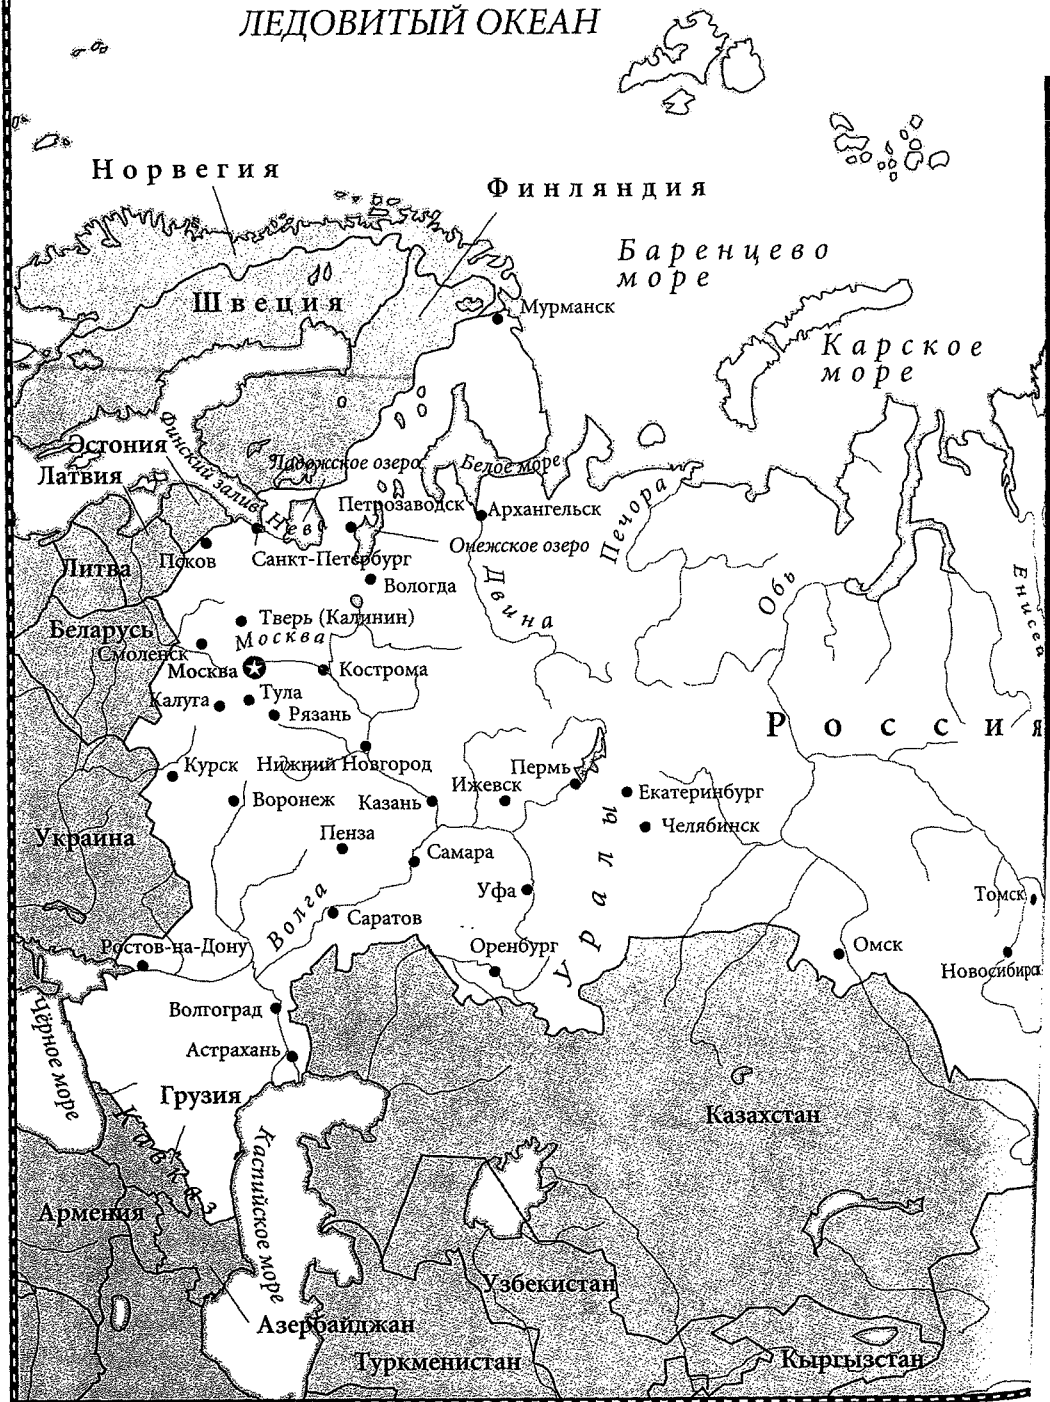 ЛЕДОВИТЫЙ ОКЕАН
Норвегия
Финляндия
Баренцево
море
Швеция
Мурманск
Карское
море
Эстония
Финский залив
Латвия
Ладожское озеро
Белое море
Петрозаводск
Архангельск
Печора
Нева
Онежское озеро
Псков
Санкт-Петербург
Литва
Вологда
Двина
Обь
Енисей
Тверь (Калинин)
Беларусь
Москва
Смоленск
Москва
Кострома
Калуга
Тула
Рязань
Россия
Курск
Нижний Новгород
Пермь
Ижевск
Воронеж
Казань
Екатеринбург
Челябинск
Украина
Пенза
Самара
Уралы
Уфа
Томск
Волга
Саратов
Ростов-на-Дону
Оренбург
Омск
Новосибирс
Волгоград
Чёрное море
Астрахань
Грузия
Казахстан
Кавказ
Каспийское море
Армения
Узбекистан
Азербайджан
Туркменистан
Кыргызстан